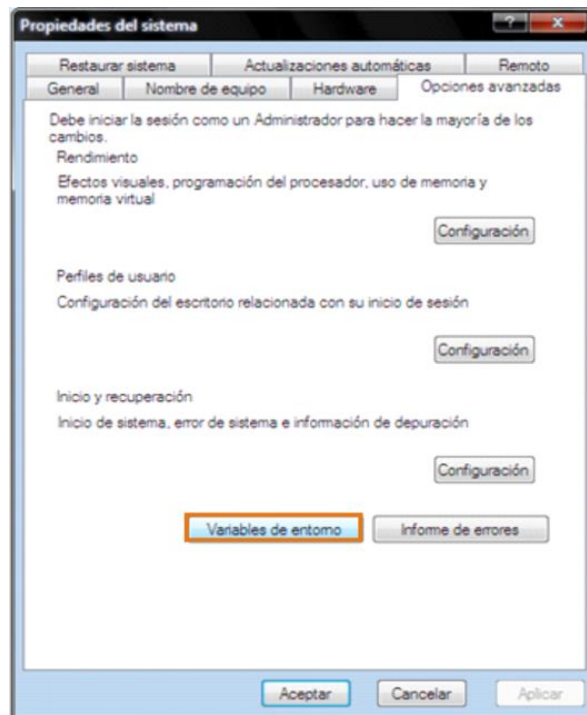 Propiedades del sistema
?
Restaurar sistema Actualizaciones automáticas Remoto
General Nombre de equipo Hardware Opciones avanzadas
Debe iniciar la sesión como un Administrador para hacer la mayoría de los
cambios.
Rendimiento
Efectos visuales, programación del procesador, uso de memoria y
memoria virtual
Configuración
Perfiles de usuario
Configuración del escritorio relacionada con su inicio de sesión
Configuración
Inicio y recuperación
Inicio de sistema, error de sistema e información de depuración
Configuración
Variables de entorno Informe de errores
Aceptar Cancelar Aplicar